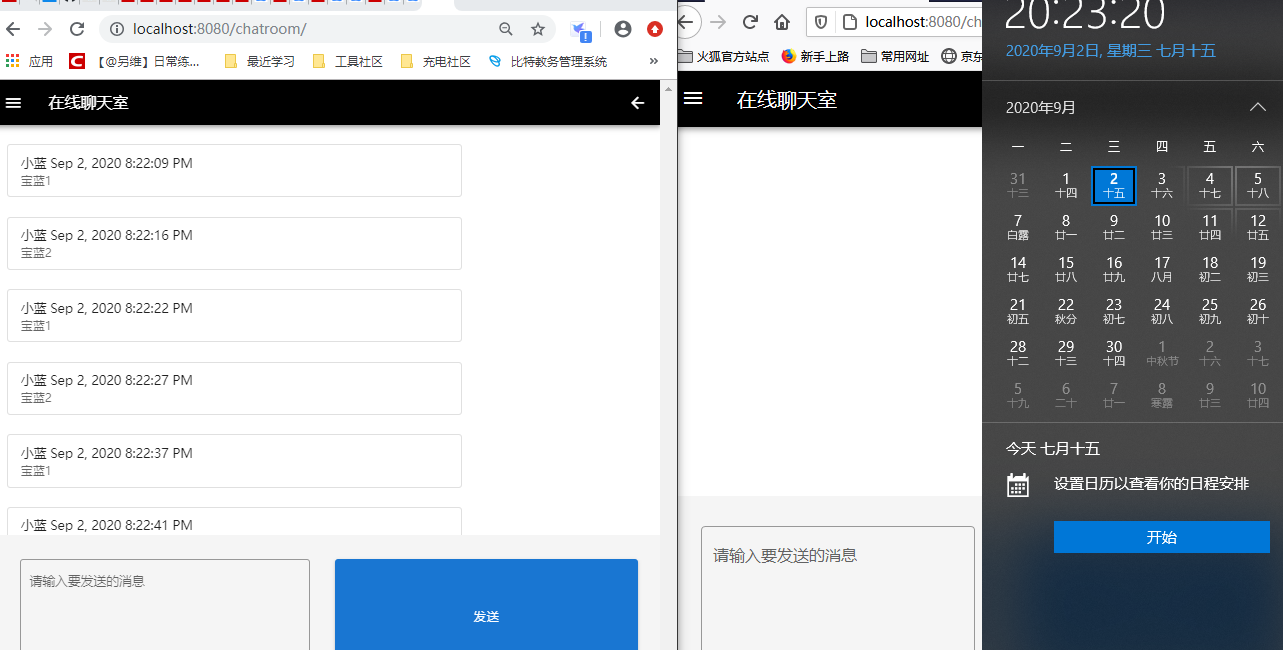 localhost:8080/chatroom/
应用
【@另维】日常练...
最近学习
工具社区
充电社区
比特教务管理系统
»
在线聊天室
小蓝 Sep 2, 2020 8:22:09 PM
宝蓝1
小蓝 Sep 2, 2020 8:22:16 PM
宝蓝2
小蓝 Sep 2, 2020 8:22:22 PM
宝蓝1
小蓝 Sep 2, 2020 8:22:27 PM
宝蓝2
小蓝 Sep 2, 2020 8:22:37 PM
宝蓝1
小蓝 Sep 2, 2020 8:22:41 PM
请输入要发送的消息
发送
localhost:8080/ch
火狐官方站点
新手上路
常用网址
京东
在线聊天室
请输入要发送的消息
20:23:20
2020年9月2日, 星期三 七月十五
2020年9月
一 二 三 四 五 六
31 1 2 3 4 5
十三 十四 十五 十六 十七 十八
7 8 9 10 11 12
白露 廿一 廿二 廿三 廿四 廿五
14 15 16 17 18 19
廿七 廿八 廿九 八月 初二 初三
21 22 23 24 25 26
初五 秋分 初七 初八 初九 初十
28 29 30 1 2 3
十二 十三 十四 中秋节 十六 十七
5 6 7 8 9 10
十九 二十 廿一 寒露 廿三 廿四
今天 七月十五
设置日历以查看你的日程安排
开始